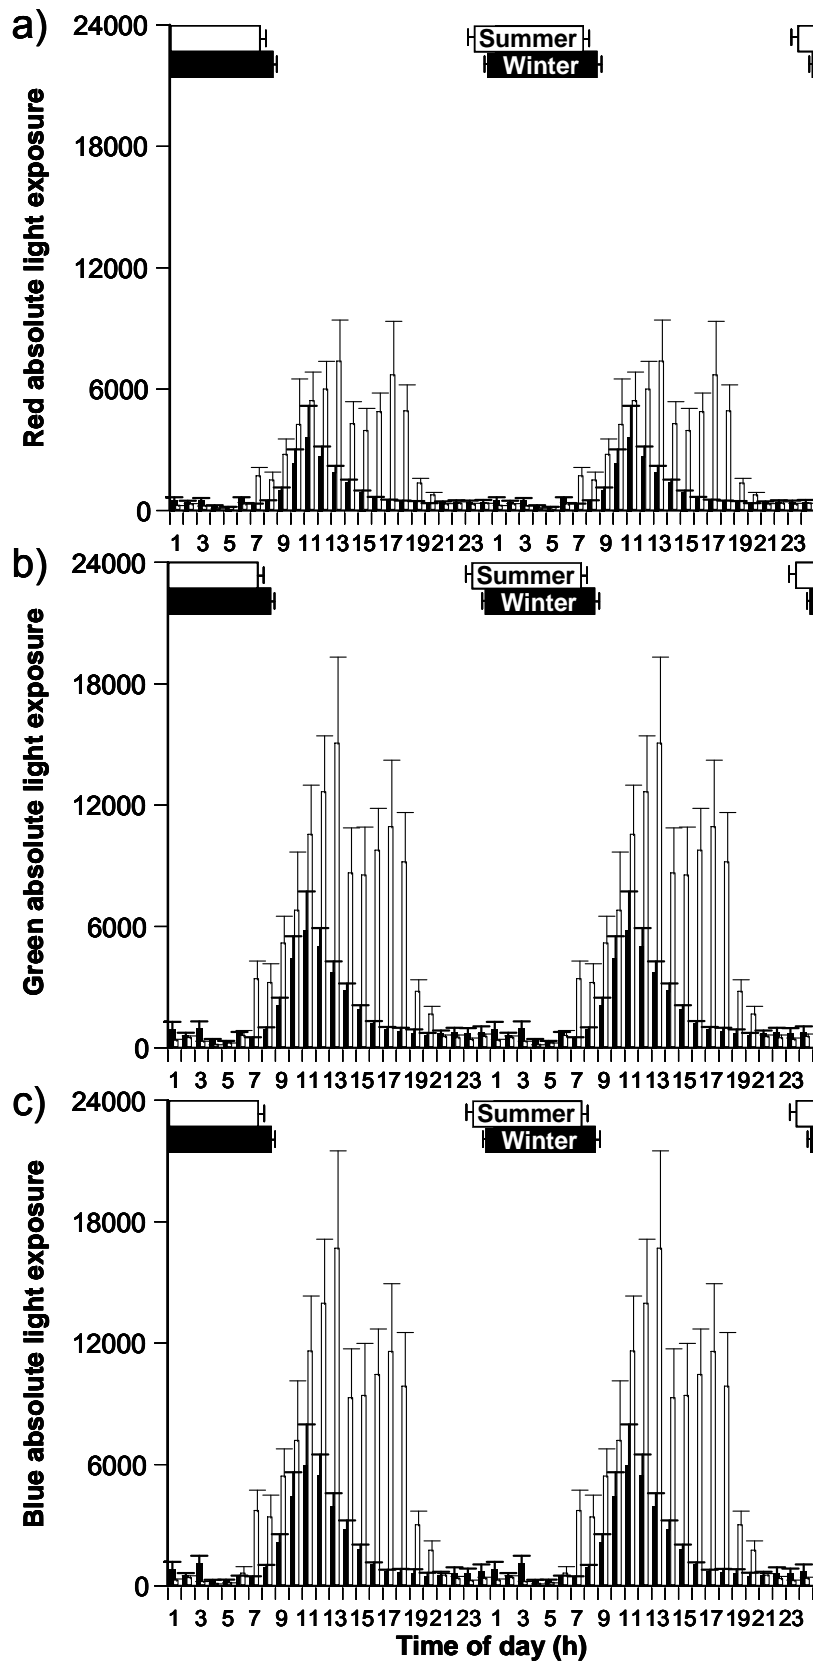 a)
Red absolute light exposure
24000
18000
12000
6000
0
Summer
Winter
1 3 5 7 9 11 13 15 17 19 21 23 1 3 5 7 9 11 13 15 17 19 21 23
b)
Green absolute light exposure
24000
18000
12000
6000
0
Summer
Winter
1 3 5 7 9 11 13 15 17 19 21 23 1 3 5 7 9 11 13 15 17 19 21 23
c)
Blue absolute light exposure
24000
18000
12000
6000
0
Summer
Winter
1 3 5 7 9 11 13 15 17 19 21 23 1 3 5 7 9 11 13 15 17 19 21 23
Time of day (h)